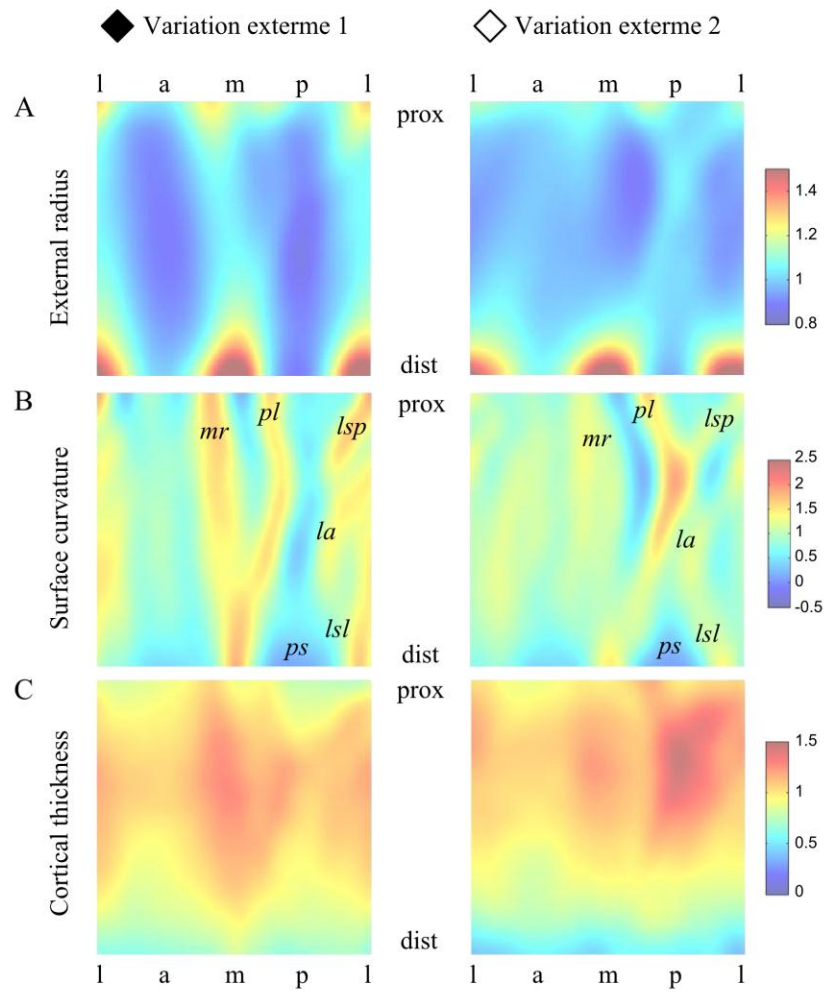 Variation exterme 1
Variation exterme 2
l a m p l
l a m p l
A
External radius
prox
dist
1.4
1.2
1
0.8
B
Surface curvature
prox
dist
mr
pl
lsp
la
lsl
ps
mr
pl
lsp
la
lsl
ps
2.5
2
1.5
1
0.5
0
-0.5
C
Cortical thickness
prox
dist
1.5
1
0.5
0
l a m p l
l a m p l